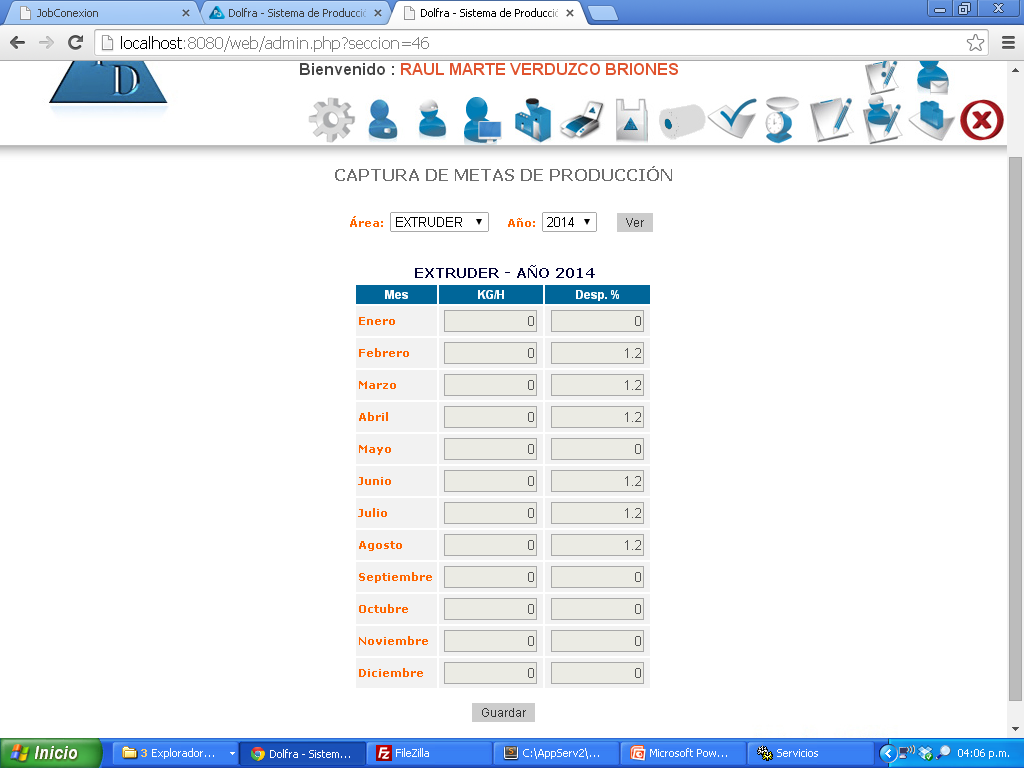 JobConexion
Dolfra - Sistema de Producció
Dolfra - Sistema de Producció
localhost:8080/web/admin.php?seccion=46
D
Bienvenido : RAUL MARTE VERDUZCO BRIONES
CAPTURA DE METAS DE PRODUCCIÓN
Área: EXTRUDER Año: 2014 Ver
EXTRUDER - AÑO 2014
Mes KG/H Desp. %
Enero 0 0
Febrero 0 1.2
Marzo 0 1.2
Abril 0 1.2
Mayo 0 0
Junio 0 1.2
Julio 0 1.2
Agosto 0 1.2
Septiembre 0 0
Octubre 0 0
Noviembre 0 0
Diciembre 0 0
Guardar
Inicio 3 Explorador... Dolfra - Sistem... FileZilla C:\AppServ2\... Microsoft Pow... Servicios 04:06 p.m.